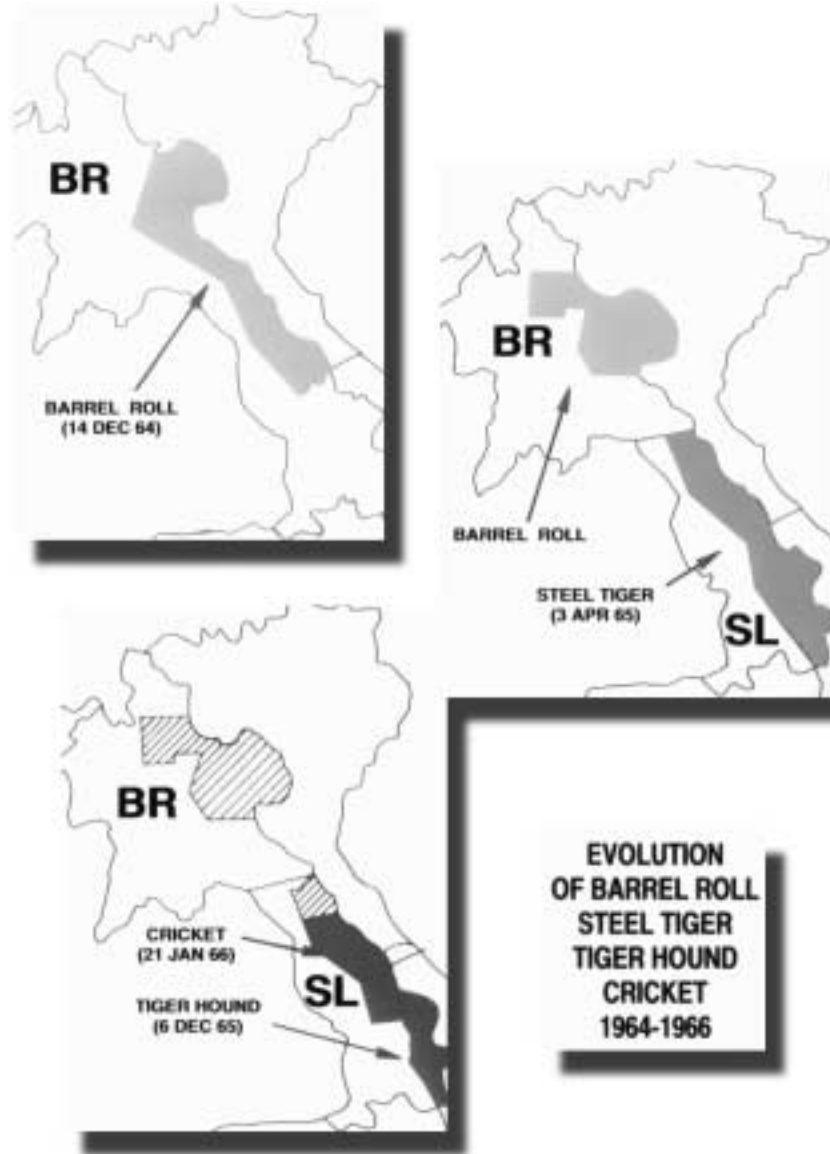 BR
BARREL ROLL
(14 DEC 64)
BR
BARREL ROLL
STEEL TIGER
(3 APR 65)
SL
BR
CRICKET
(21 JAN 66)
SL
TIGER HOUND
(6 DEC 65)
EVOLUTION
OF BARREL ROLL
STEEL TIGER
TIGER HOUND
CRICKET
1964-1966